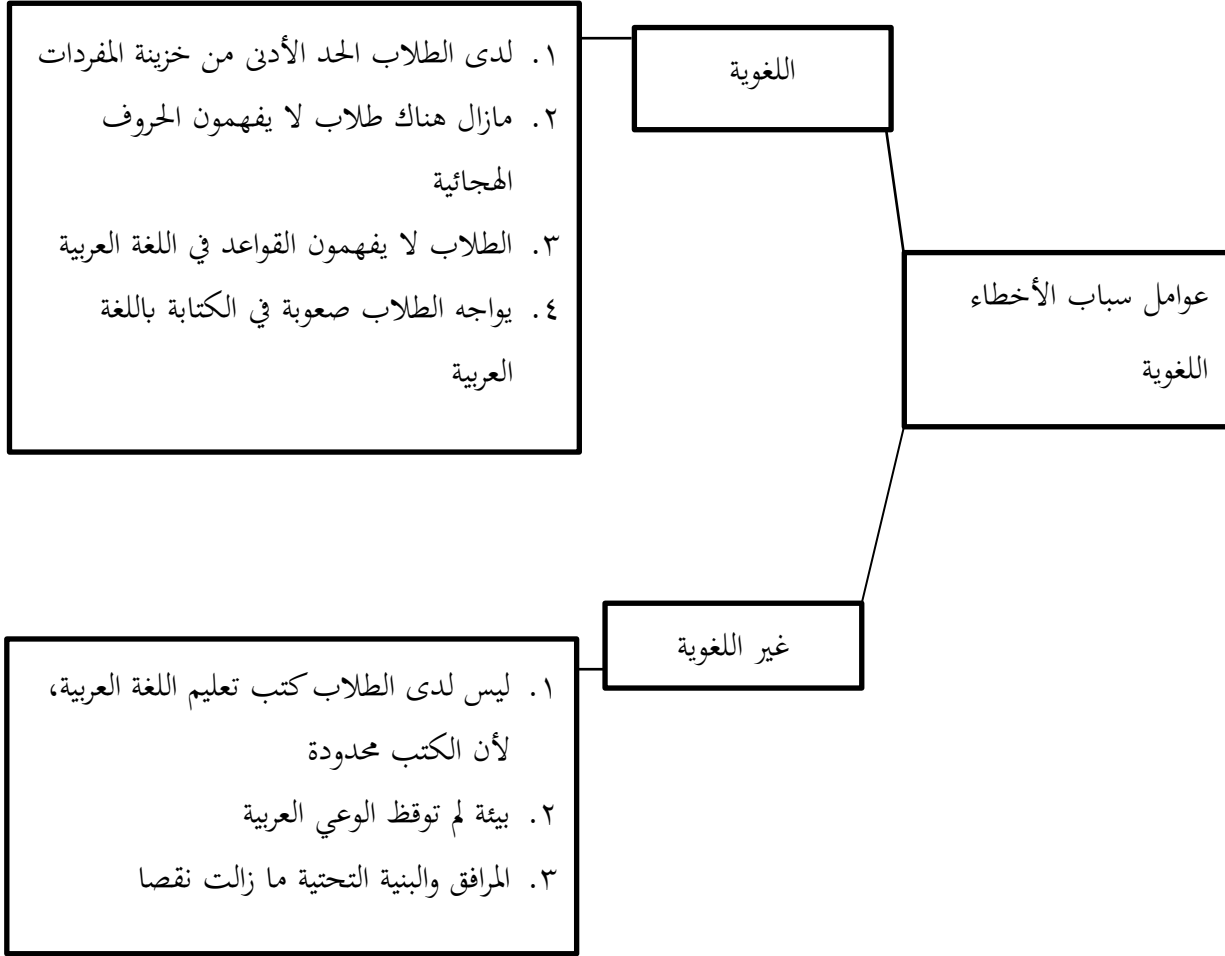 عوامل سباب الأخطاء
اللغوية
اللغوية
١. لدى الطلاب الحد الأدنى من خزينة المفردات
٢. مازال هناك طلاب لا يفهمون الحروف
الهجائية
٣. الطلاب لا يفهمون القواعد في اللغة العربية
٤. يواجه الطلاب صعوبة في الكتابة باللغة
العربية
غير اللغوية
١. ليس لدى الطلاب كتب تعليم اللغة العربية،
لأن الكتب محدودة
٢. بيئة لم توقظ الوعي العربية
٣. المرافق والبنية التحتية ما زالت نقصا